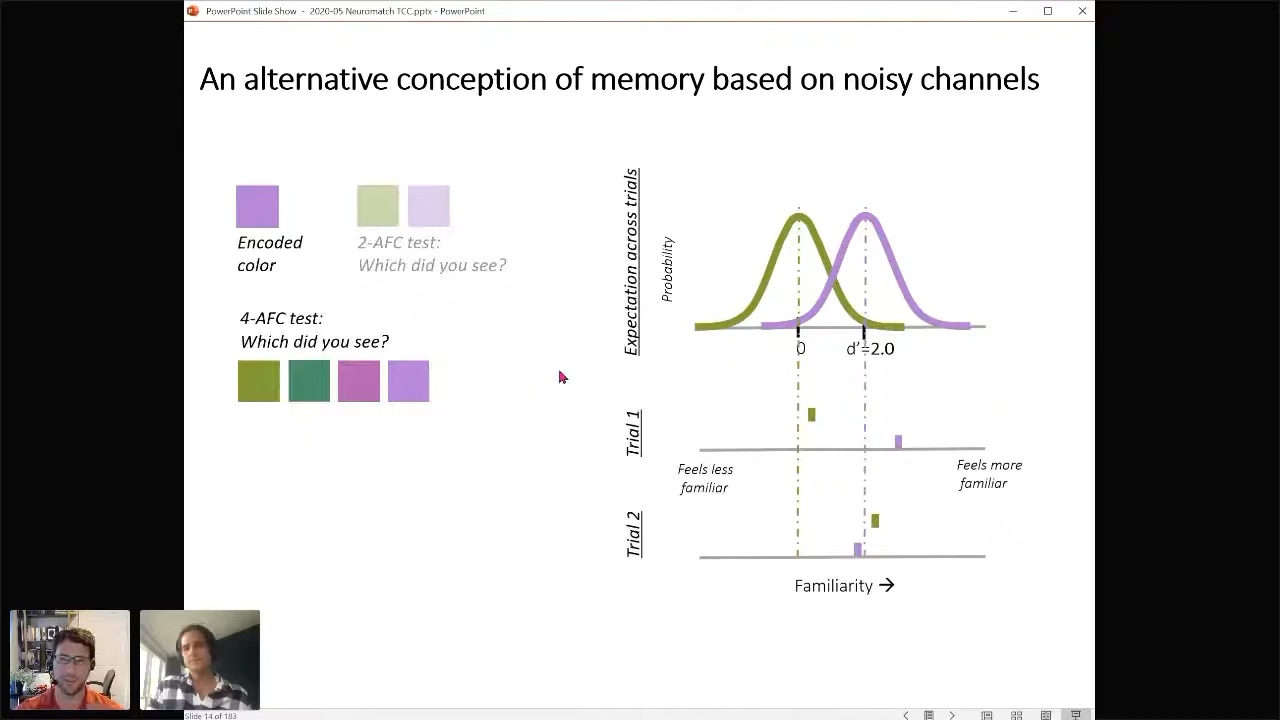 PowerPoint Slide Show - 2020-05 Neuromatch TCC.pptx - PowerPoint
An alternative conception of memory based on noisy channels
Encoded
color
2-AFC test:
Which did you see?
4-AFC test:
Which did you see?
Expectation across trials
Probability
0
d'=2.0
Trial 1
Feels less
familiar
Feels more
familiar
Trial 2
Familiarity →
Slide 14 of 183